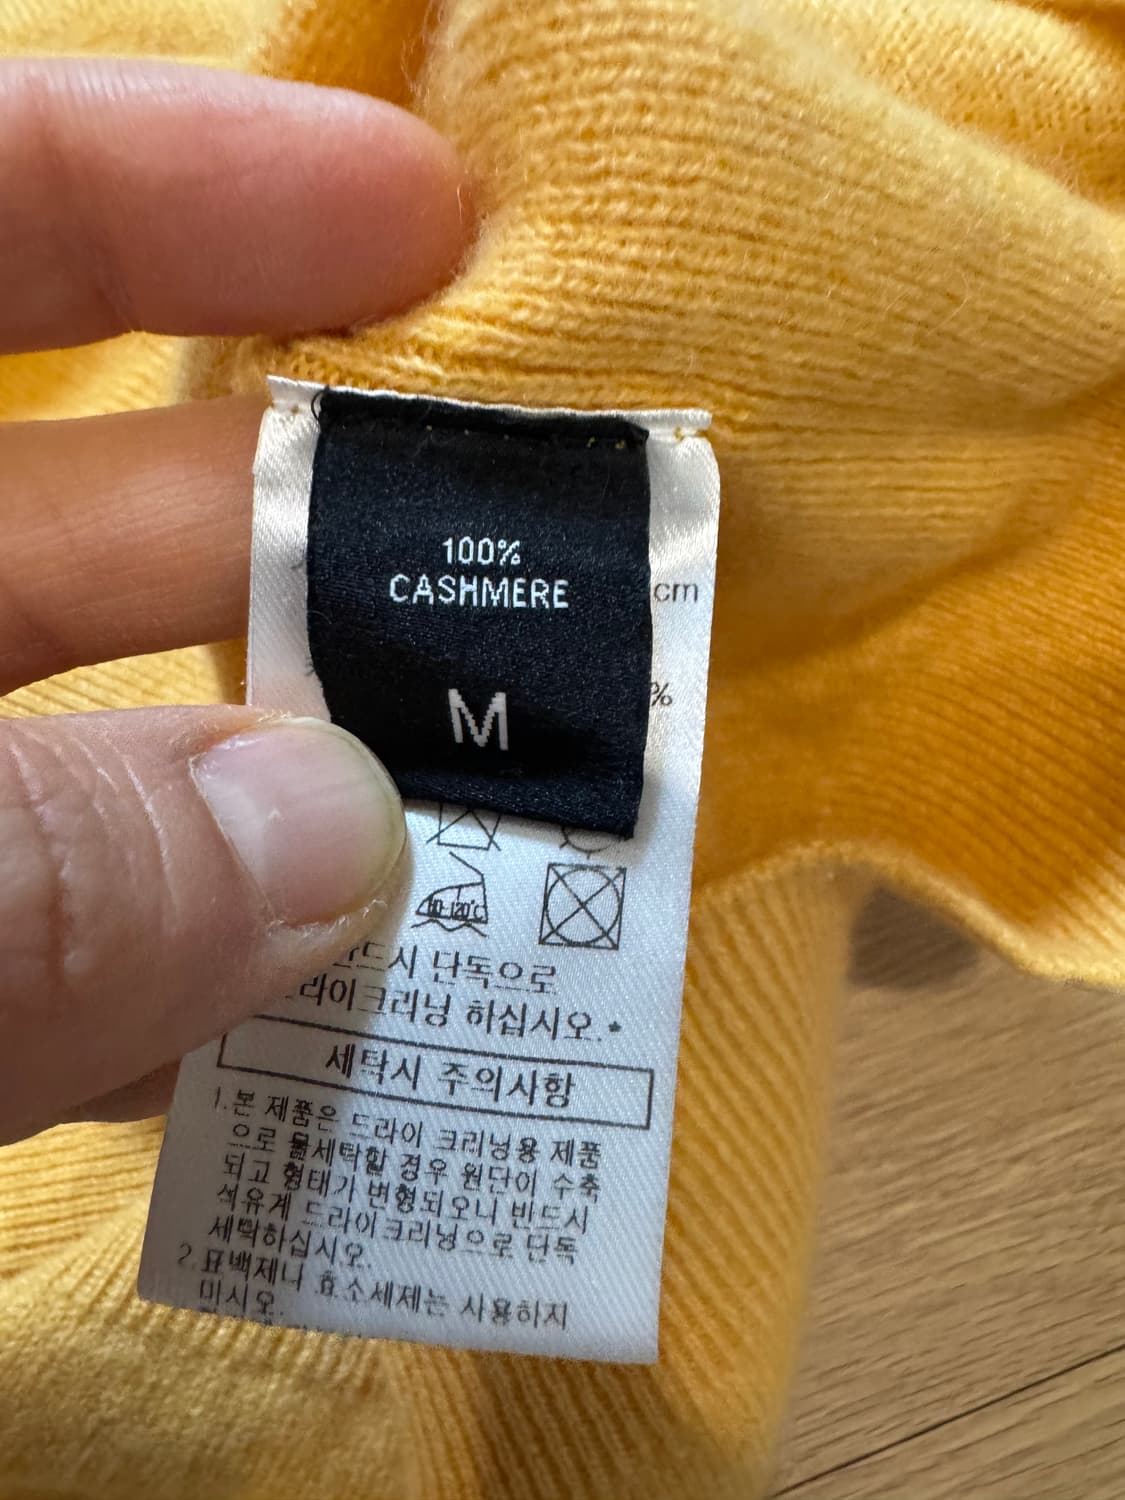 100%
CASHMERE
cm
M
%
80-120℃
반드시 단독으로
드라이크리닝 하십시오.*
세탁시 주의사항
1.본 제품은 드라이 크리닝용 제품
으로 물세탁할 경우 원단이 수축
되고 형태가 변형되오니 반드시
석유계 드라이크리닝으로 단독
세탁하십시오.
2.표백제나 효소세제는 사용하지
마시오.